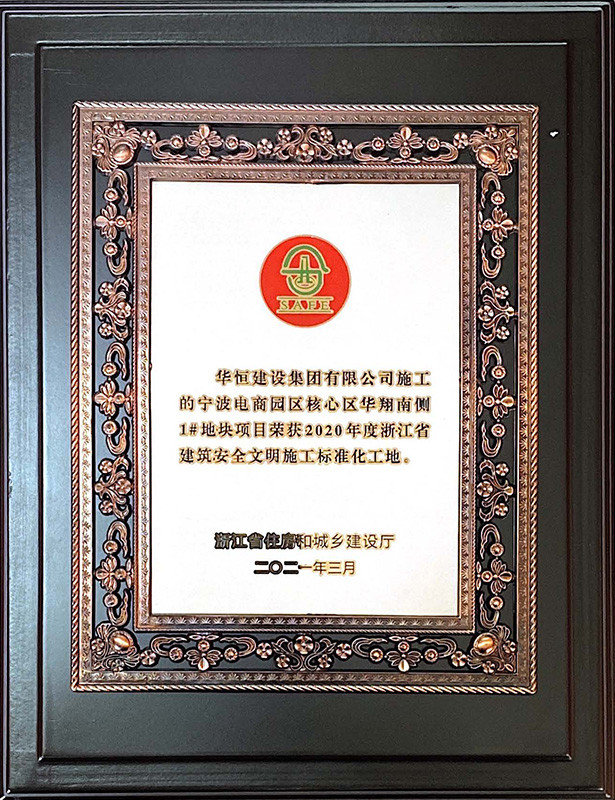 SAFE
华恒建设集团有限公司施工
的宁波电商园区核心区华翔南侧
1#地块项目荣获2020年度浙江省
建筑安全文明施工标准化工地。
浙江省住房和城乡建设厅
二〇二一年三月